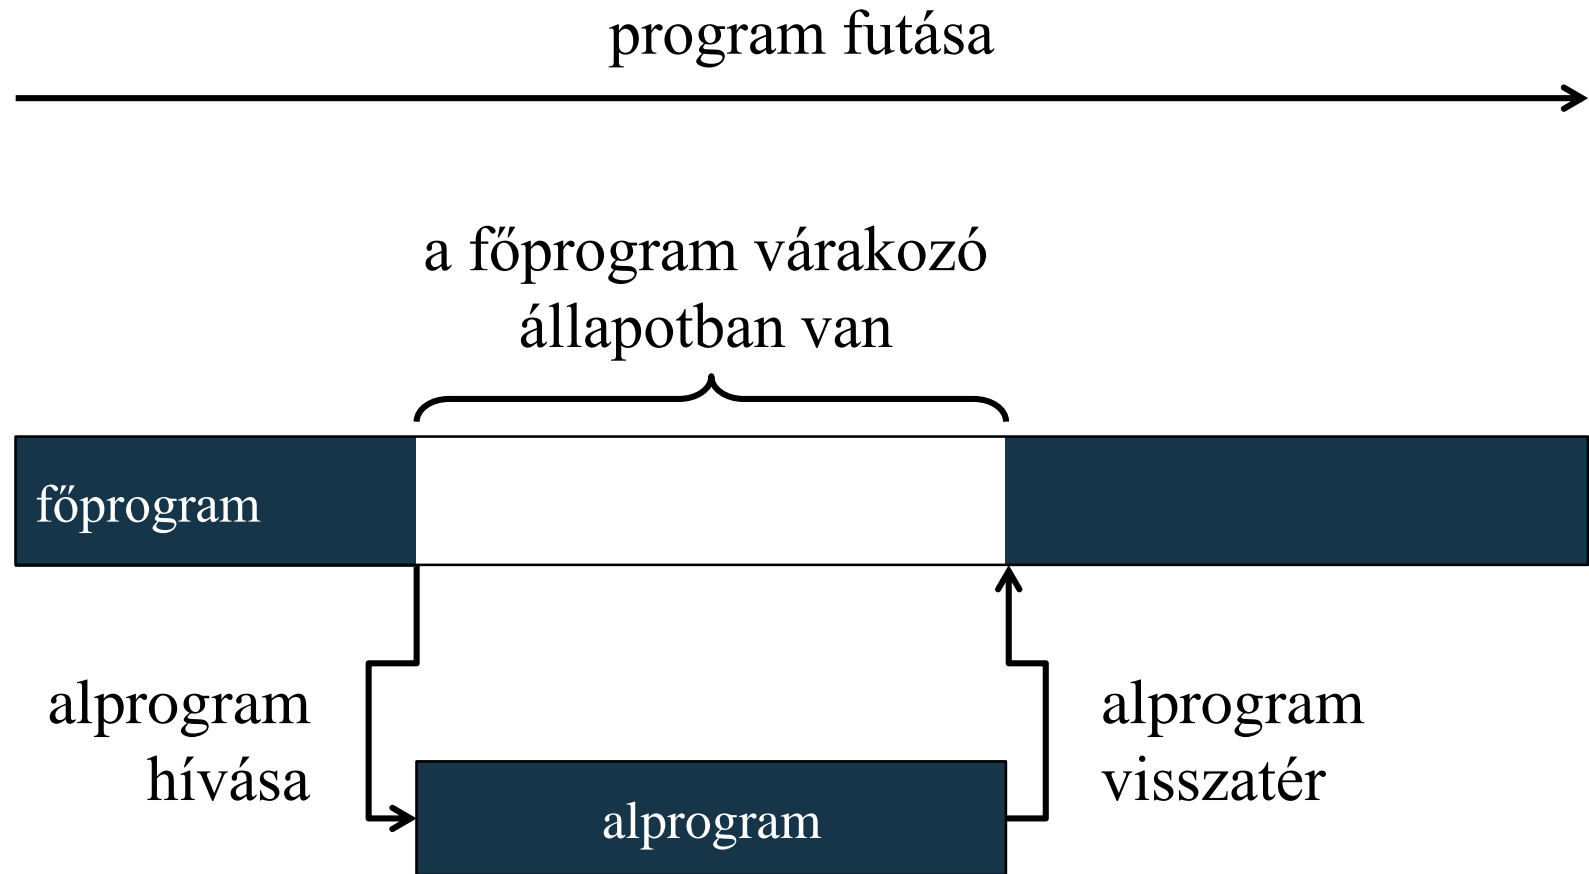 program futása
a főprogram várakozó
állapotban van
főprogram
alprogram
hívása
alprogram
alprogram
visszatér